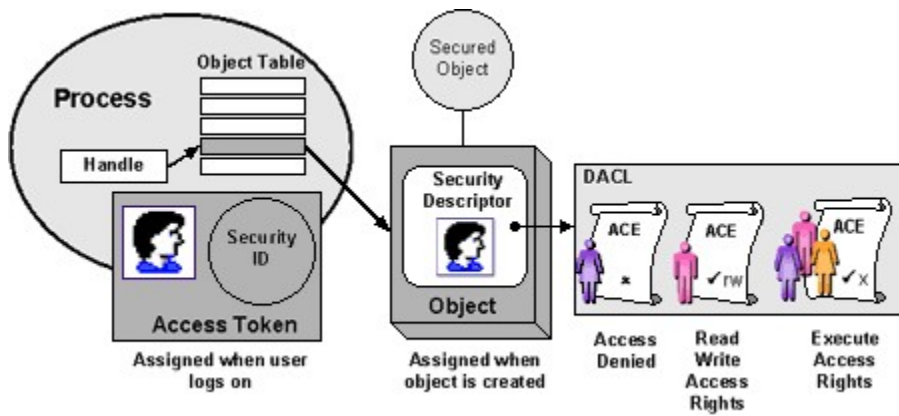 Process
Object Table
Handle
Security
ID
Access Token
Assigned when user
logs on
Secured
Object
Security
Descriptor
Object
Assigned when
object is created
DACL
ACE
x
Access
Denied
ACE
✓rw
Read
Write
Access
Rights
ACE
✓x
Execute
Access
Rights